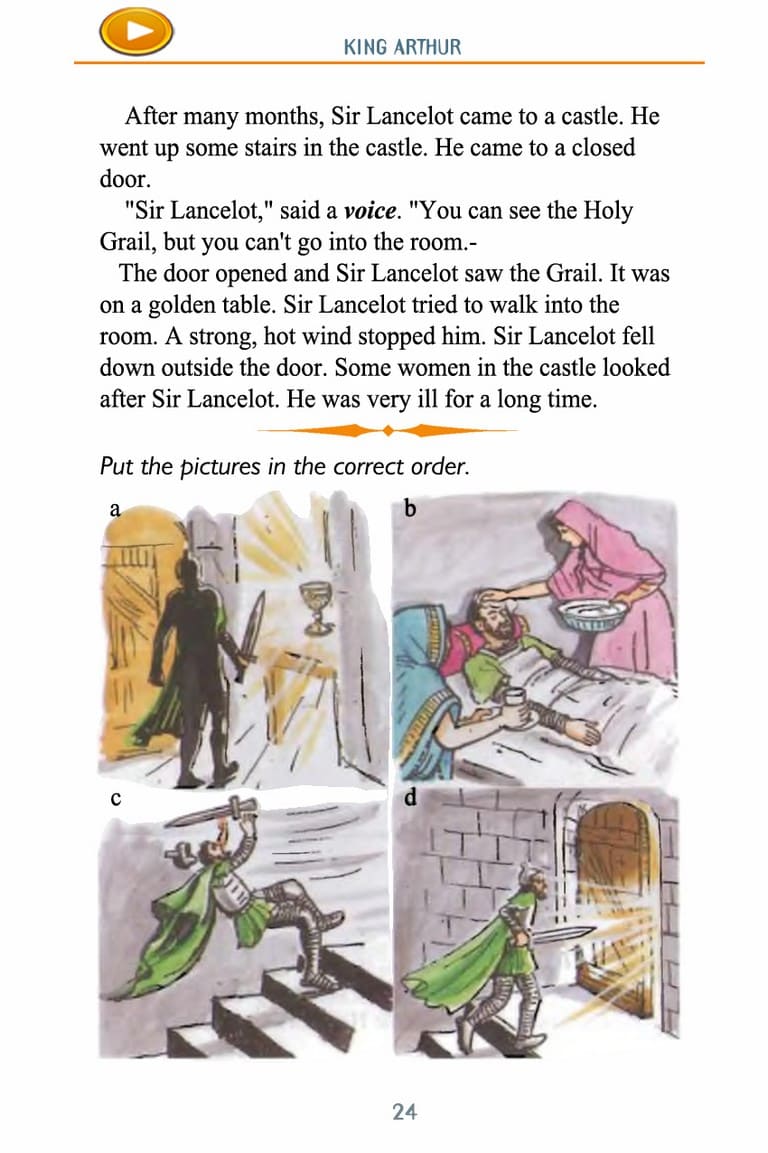 KING ARTHUR
After many months, Sir Lancelot came to a castle. He
went up some stairs in the castle. He came to a closed
door.
"Sir Lancelot," said a voice. "You can see the Holy
Grail, but you can't go into the room.-
The door opened and Sir Lancelot saw the Grail. It was
on a golden table. Sir Lancelot tried to walk into the
room. A strong, hot wind stopped him. Sir Lancelot fell
down outside the door. Some women in the castle looked
after Sir Lancelot. He was very ill for a long time.
Put the pictures in the correct order.
a
b
c
d
24